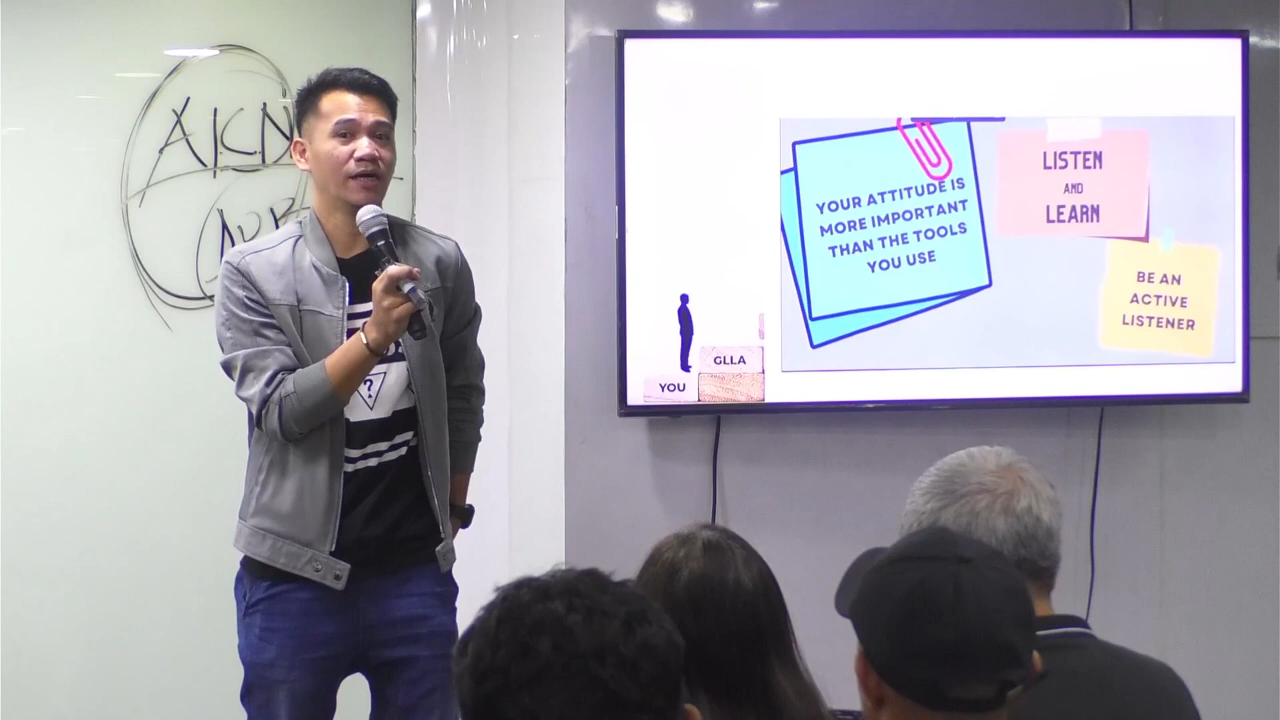 YOUR ATTITUDE IS
MORE IMPORTANT
THAN THE TOOLS
YOU USE
LISTEN
AND
LEARN
BE AN
ACTIVE
LISTENER
GLLA
YOU
?